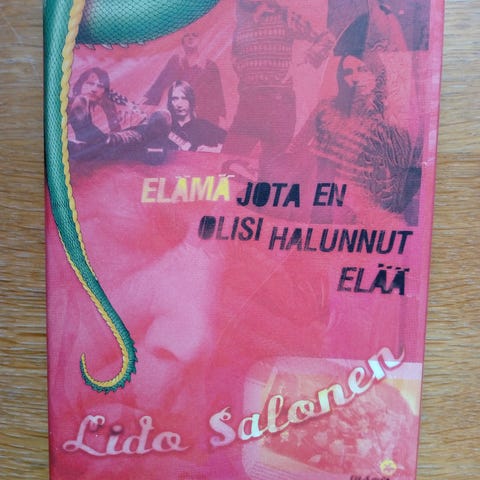 ELÄMÄ JOTA EN
OLISI HALUNNUT
ELÄÄ
Lido Salonen